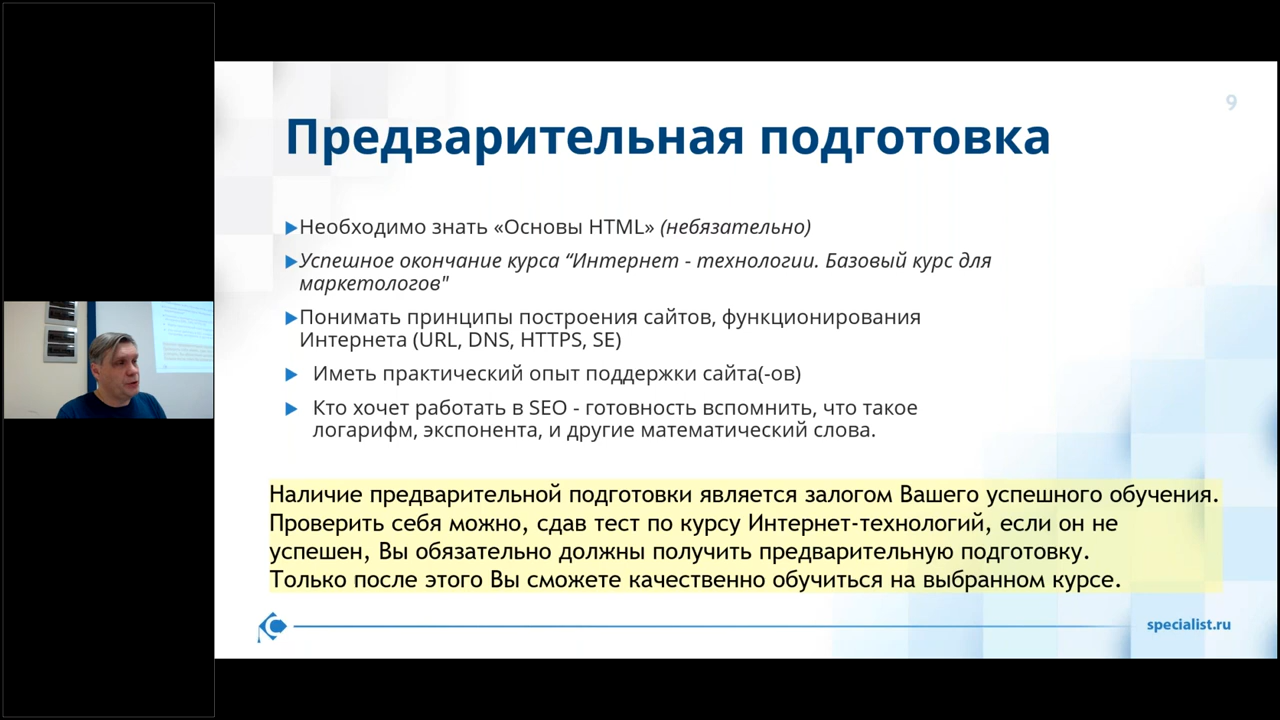 9
Предварительная подготовка
Необходимо знать «Основы HTML» (небязательно)
Успешное окончание курса “Интернет - технологии. Базовый курс для
маркетологов"
Понимать принципы построения сайтов, функционирования
Интернета (URL, DNS, HTTPS, SE)
Иметь практический опыт поддержки сайта(-ов)
Кто хочет работать в SEO - готовность вспомнить, что такое
логарифм, экспонента, и другие математический слова.
Наличие предварительной подготовки является залогом Вашего успешного обучения.
Проверить себя можно, сдав тест по курсу Интернет-технологий, если он не
успешен, Вы обязательно должны получить предварительную подготовку.
Только после этого Вы сможете качественно обучиться на выбранном курсе.
specialist.ru